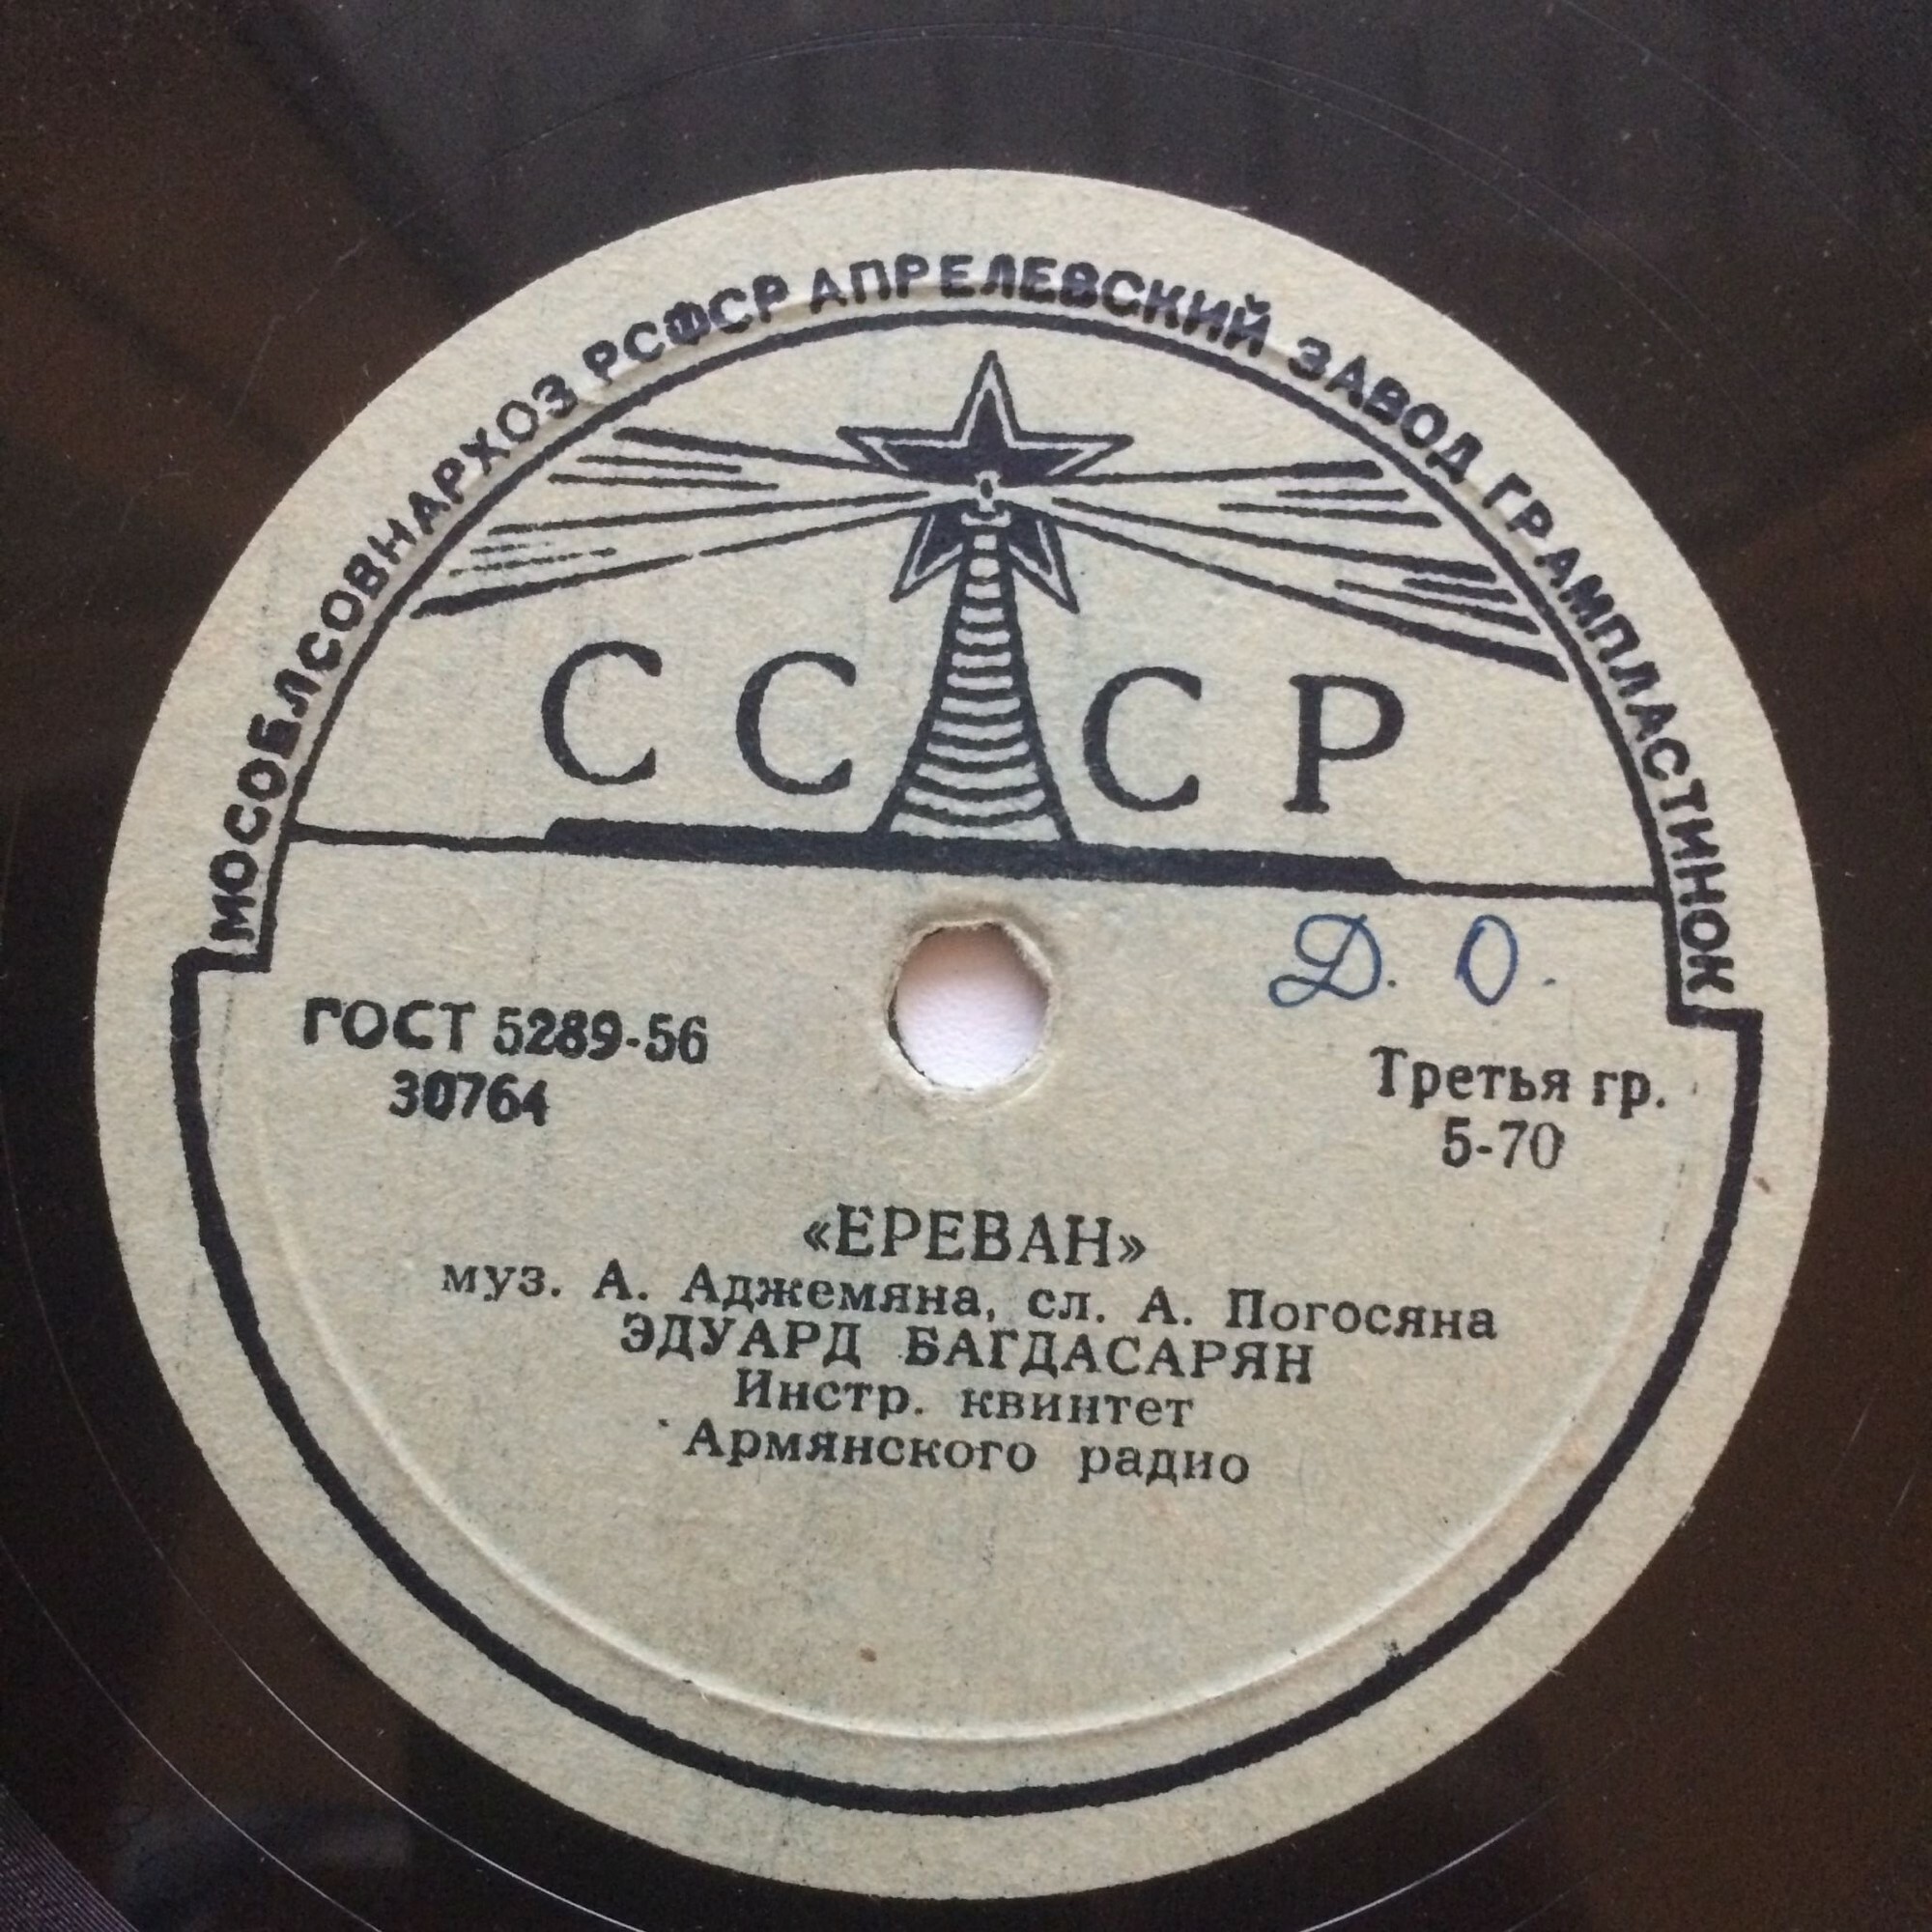 МОСОБЛСОВНАРХОЗ РСФСР АПРЕЛЕВСКИЙ ЗАВОД ГРАМПЛАСТИНОК
СССР
Д. О.
ГОСТ 5289-56
30764
Третья гр.
5-70
«ЕРЕВАН»
муз. А. Аджемяна, сл. А. Погосяна
ЭДУАРД БАГДАСАРЯН
Инстр. квинтет
Армянского радио